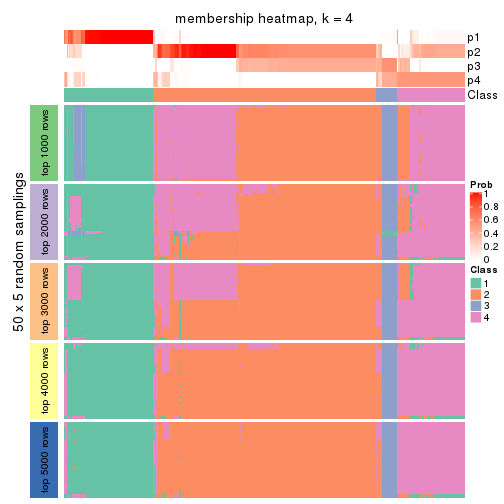 membership heatmap, k = 4
p1
p2
p3
p4
Class
50 x 5 random samplings
top 1000 rows
top 2000 rows
top 3000 rows
top 4000 rows
top 5000 rows
Prob
1
0.8
0.6
0.4
0.2
0
Class
1
2
3
4